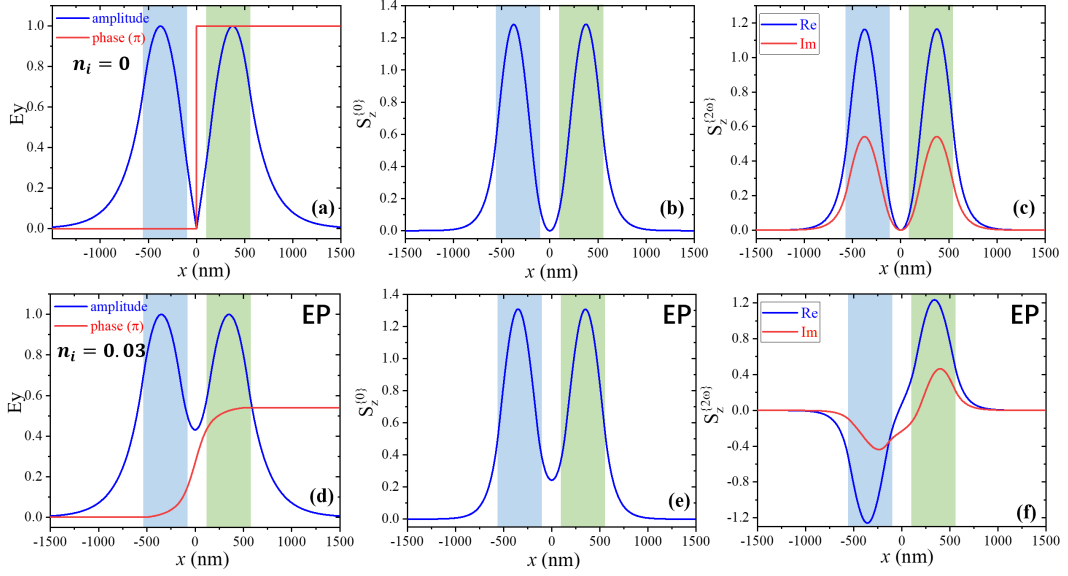 amplitude
phase (π)
n_i = 0
Ey
1.0
0.8
0.6
0.4
0.2
0.0
(a)
-1000 -500 0 500 1000 1500
x (nm)
S_z^{0}
1.4
1.2
1.0
0.8
0.6
0.4
0.2
0.0
(b)
-1500 -1000 -500 0 500 1000 1500
x (nm)
Re
Im
S_z^{2ω}
1.2
0.9
0.6
0.3
0.0
(c)
-1500 -1000 -500 0 500 1000 1500
x (nm)
amplitude
phase (π)
n_i = 0.03
EP
Ey
1.0
0.8
0.6
0.4
0.2
0.0
(d)
-1500 -1000 -500 0 500 1000 1500
x (nm)
EP
S_z^{0}
1.4
1.2
1.0
0.8
0.6
0.4
0.2
0.0
(e)
-1500 -1000 -500 0 500 1000 1500
x (nm)
Re
Im
EP
S_z^{2ω}
1.2
0.8
0.4
0.0
-0.4
-0.8
-1.2
(f)
-1500 -1000 -500 0 500 1000 1500
x (nm)